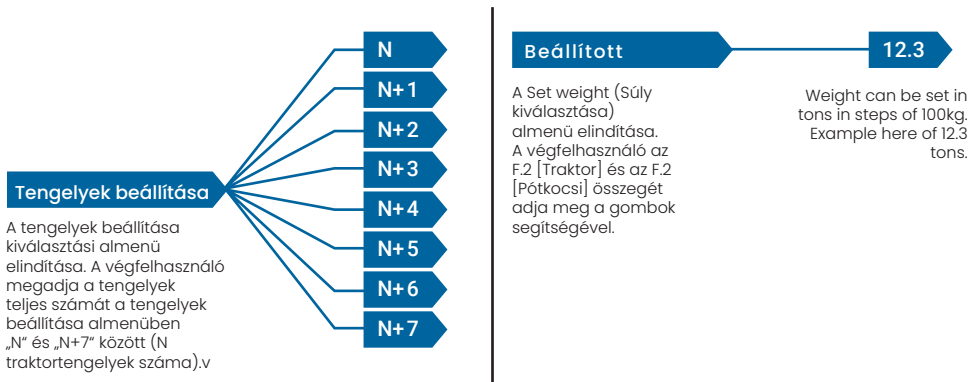 Tengelyek beállítása
A tengelyek beállítása
kiválasztási almenü
elindítása. A végfelhasználó
megadja a tengelyek
teljes számát a tengelyek
beállítása almenüben
„N“ és „N+7“ között (N
traktortengelyek száma).v
N
N+1
N+2
N+3
N+4
N+5
N+6
N+7
Beállított
A Set weight (Súly
kiválasztása)
almenü elindítása.
A végfelhasználó az
F.2 [Traktor] és az F.2
[Pótkocsi] összegét
adja meg a gombok
segítségével.
12.3
Weight can be set in
tons in steps of 100kg.
Example here of 12.3
tons.